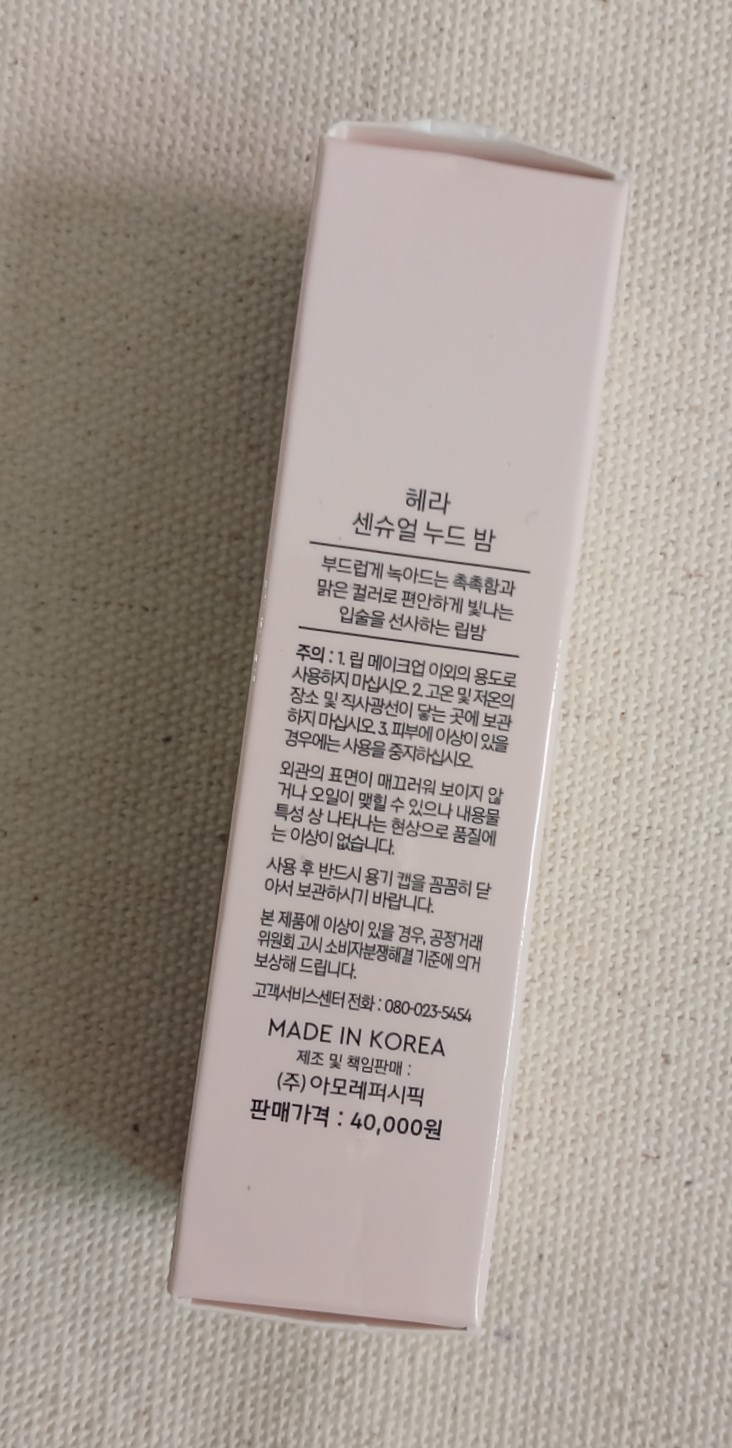 헤라
센슈얼 누드 밤
부드럽게 녹아드는 촉촉함과
맑은 컬러로 편안하게 빛나는
입술을 선사하는 립밤
주의 : 1. 립 메이크업 이외의 용도로
사용하지 마십시오. 2. 고온 및 저온의
장소 및 직사광선이 닿는 곳에 보관
하지 마십시오. 3. 피부에 이상이 있을
경우에는 사용을 중지하십시오.
외관의 표면이 매끄러워 보이지 않
거나 오일이 맺힐 수 있으나 내용물
특성 상 나타나는 현상으로 품질에
는 이상이 없습니다.
사용 후 반드시 용기 캡을 꼼꼼히 닫
아서 보관하시기 바랍니다.
본 제품에 이상이 있을 경우, 공정거래
위원회 고시 소비자분쟁해결 기준에 의거
보상해 드립니다.
고객서비스센터 전화 : 080-023-5454
MADE IN KOREA
제조 및 책임판매 :
(주)아모레퍼시픽
판매가격 : 40,000원